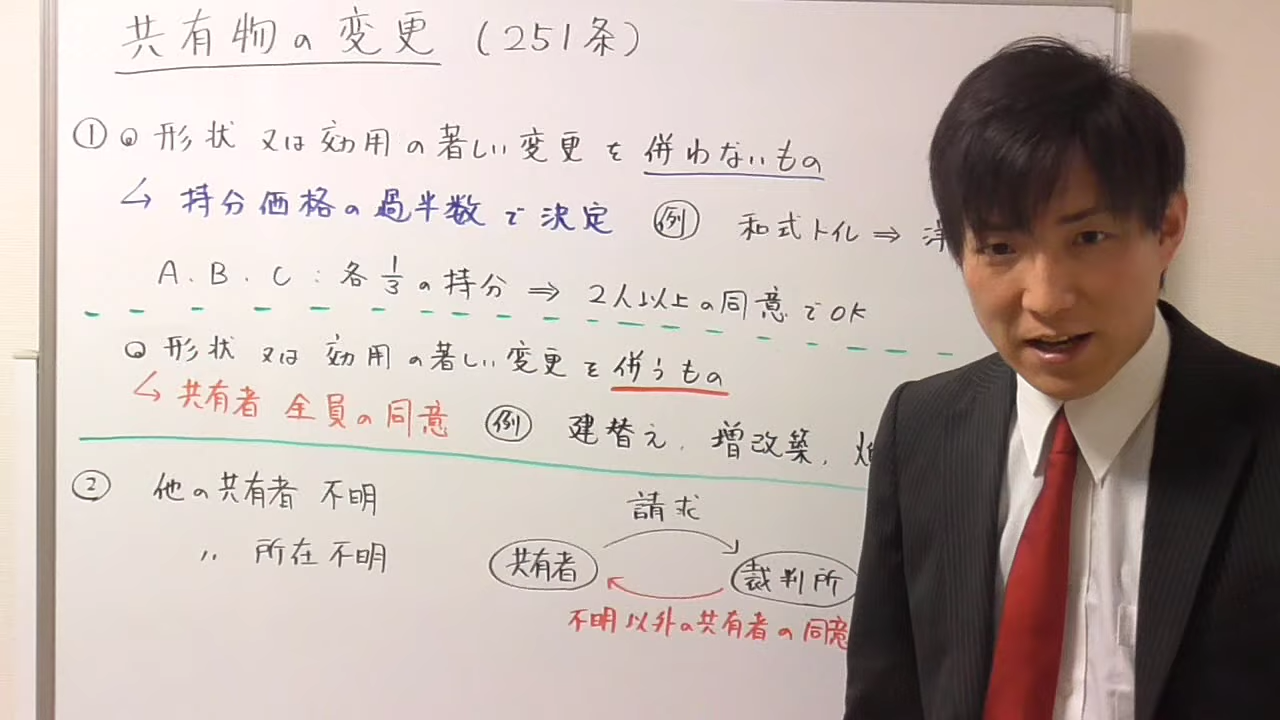 共有物の変更 (251条)
① ◎ 形状 又は 効用の著しい変更を 併わないもの
↳ 持分価格の過半数で決定 例 和式トイレ ⇒ 洋
A.B.C:各1/3の持分 ⇒ 2人以上の同意でOK
◎ 形状 又は 効用の著しい変更を併うもの
↳ 共有者 全員の同意 例 建替え、増改築、
② 他の共有者 不明
〃 所在不明
請求
共有者 裁判所
不明以外の共有者の同意